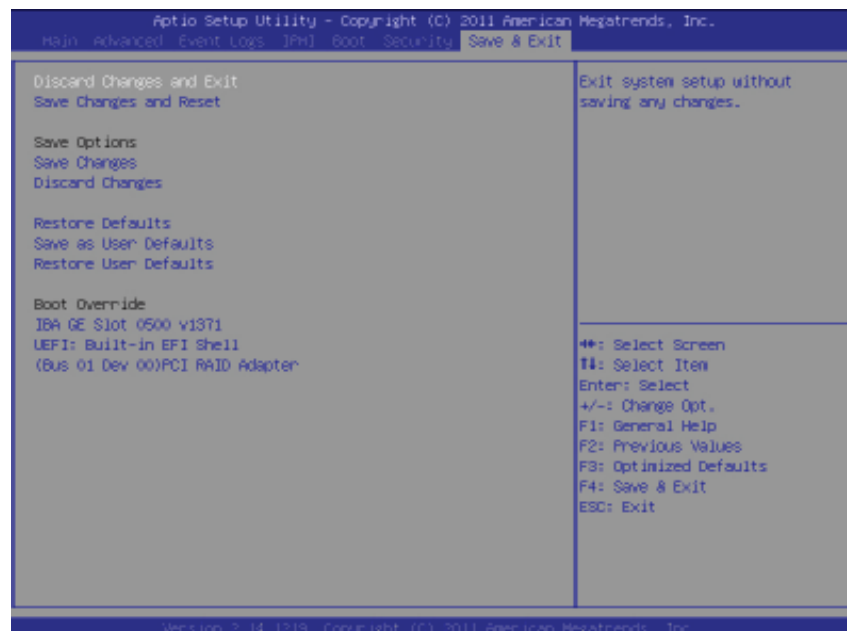 Aptio Setup Utility - Copyright (C) 2011 American Megatrends, Inc.
Main Advanced Event Logs IPMI Boot Security Save & Exit
Discard Changes and Exit
Save Changes and Reset
Save Options
Save Changes
Discard Changes
Restore Defaults
Save as User Defaults
Restore User Defaults
Boot Override
IBA GE Slot 0500 v1371
UEFI: Built-in EFI Shell
(Bus 01 Dev 00)PCI RAID Adapter
Exit system setup without
saving any changes.
↔: Select Screen
↑↓: Select Item
Enter: Select
+/-: Change Opt.
F1: General Help
F2: Previous Values
F3: Optimized Defaults
F4: Save & Exit
ESC: Exit
Version 2.14.1219. Copyright (C) 2011 American Megatrends, Inc.